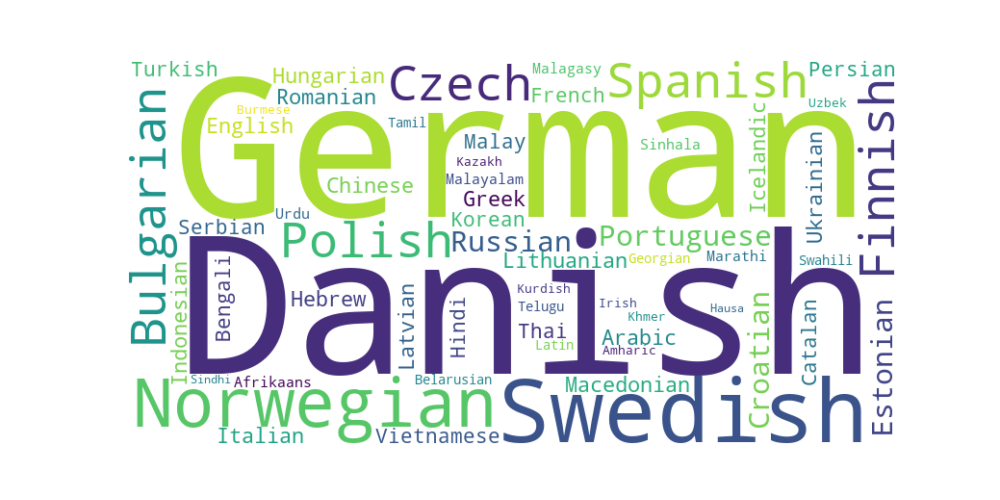 Turkish
Hungarian
Czech
Malagasy
Spanish
Persian
Romanian
French
Uzbek
Burmese
English
German
Tamil
Malay
Sinhala
Icelandic
Ukrainian
Finnish
Bulgarian
Kazakh
Chinese
Malayalam
Greek
Urdu
Korean
Serbian
Polish
Russian
Portuguese
Lithuanian
Georgian
Marathi
Swahili
Danish
Indonesian
Bengali
Hebrew
Latvian
Hindi
Kurdish
Telugu
Irish
Hausa
Khmer
Thai
Arabic
Latin
Amharic
Croatian
Catalan
Estonian
Sindhi
Afrikaans
Belarusian
Macedonian
Norwegian
Swedish
Italian
Vietnamese